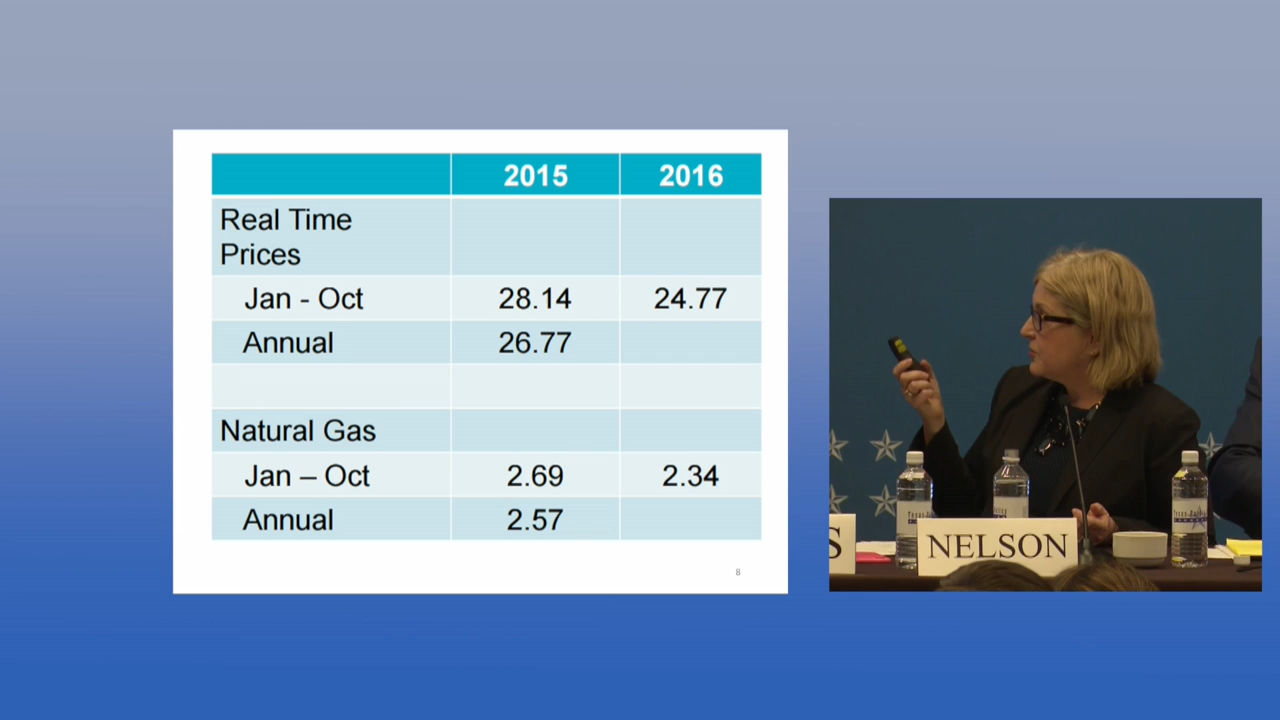 2015 2016
Real Time
Prices
Jan - Oct 28.14 24.77
Annual 26.77
Natural Gas
Jan – Oct 2.69 2.34
Annual 2.57
8
S
NELSON